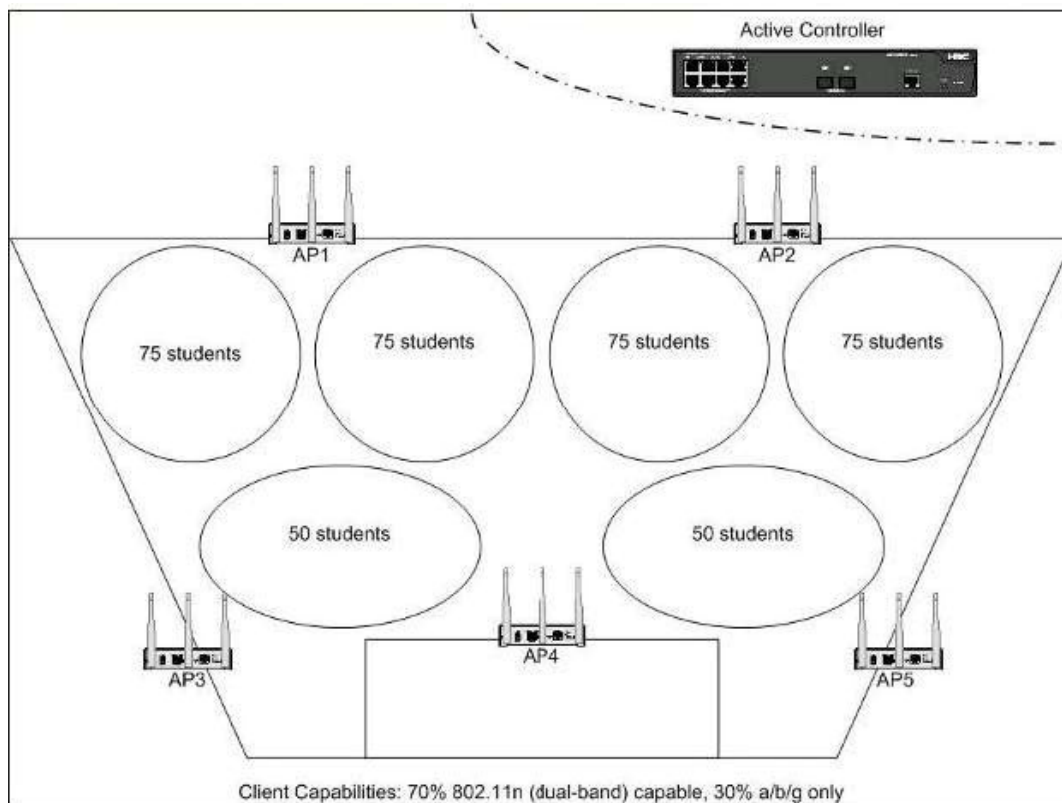 Active Controller
H3C
AP1
AP2
75 students
75 students
75 students
75 students
50 students
50 students
AP4
AP3
AP5
Client Capabilities: 70% 802.11n (dual-band) capable, 30% a/b/g only